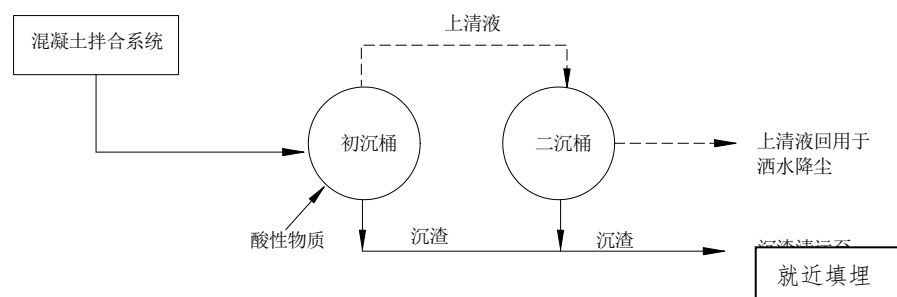 上清液
混凝土拌合系统
初沉桶
二沉桶
上清液回用于
洒水降尘
酸性物质
沉渣
沉渣
就近填埋